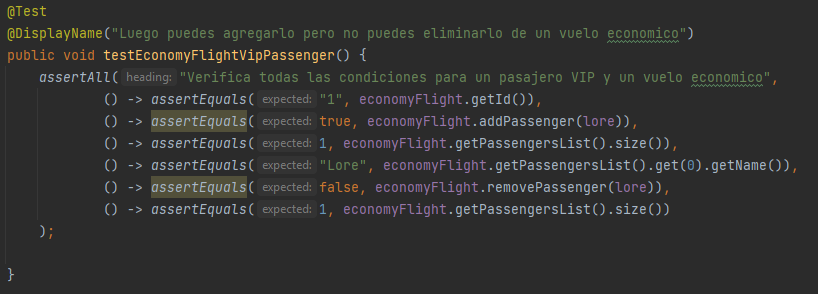 @Test
@DisplayName("Luego puedes agregarlo pero no puedes eliminarlo de un vuelo economico")
public void testEconomyFlightVipPassenger() {
    assertAll( heading: "Verifica todas las condiciones para un pasajero VIP y un vuelo economico",
            () -> assertEquals( expected: "1", economyFlight.getId()),
            () -> assertEquals( expected: true, economyFlight.addPassenger(lore)),
            () -> assertEquals( expected: 1, economyFlight.getPassengersList().size()),
            () -> assertEquals( expected: "Lore", economyFlight.getPassengersList().get(0).getName()),
            () -> assertEquals( expected: false, economyFlight.removePassenger(lore)),
            () -> assertEquals( expected: 1, economyFlight.getPassengersList().size())
    );
}